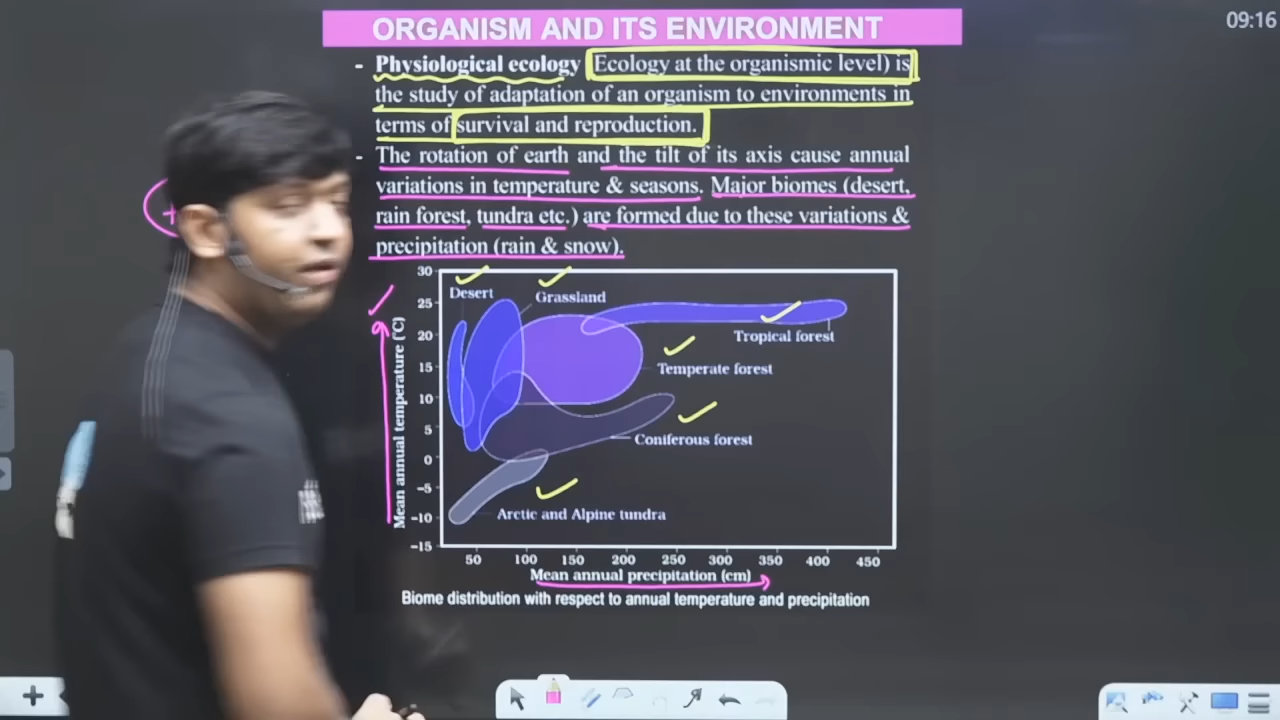 09:16
ORGANISM AND ITS ENVIRONMENT
- Physiological ecology (Ecology at the organismic level) is
the study of adaptation of an organism to environments in
terms of survival and reproduction.
- The rotation of earth and the tilt of its axis cause annual
variations in temperature & seasons. Major biomes (desert,
rain forest, tundra etc.) are formed due to these variations &
precipitation (rain & snow).
30
Desert
Grassland
25
Tropical forest
20
Temperate forest
15
10
5
Coniferous forest
0
-5
Arctic and Alpine tundra
-10
-15
Mean annual temperature (°C)
50 100 150 200 250 300 350 400 450
Mean annual precipitation (cm)
Biome distribution with respect to annual temperature and precipitation